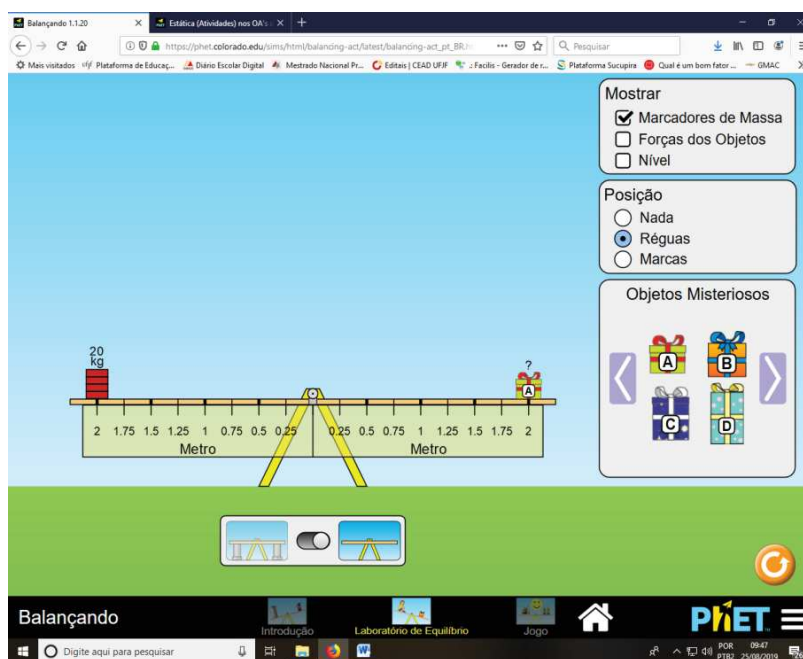 Balançando 1.1.20
Estática (Atividades) nos OA's
https://phet.colorado.edu/sims/html/balancing-act/latest/balancing-act_pt_BR.h
Pesquisar
Mais visitados Plataforma de Educaç... Diário Escolar Digital Mestrado Nacional Pr... Editais | CEAD UFJF .: Facilis - Gerador de r... Plataforma Sucupira Qual é um bom fator ... GMAC
Mostrar
Marcadores de Massa
Forças dos Objetos
Nível
Posição
Nada
Réguas
Marcas
Objetos Misteriosos
A B
C D
20
kg
?
A
2 1.75 1.5 1.25 1 0.75 0.5 0.25 0.25 0.5 0.75 1 1.25 1.5 1.75 2
Metro Metro
Balançando
Introdução
Laboratório de Equilíbrio
Jogo
PhET
Digite aqui para pesquisar
POR 09:47
PTB2 25/08/2019